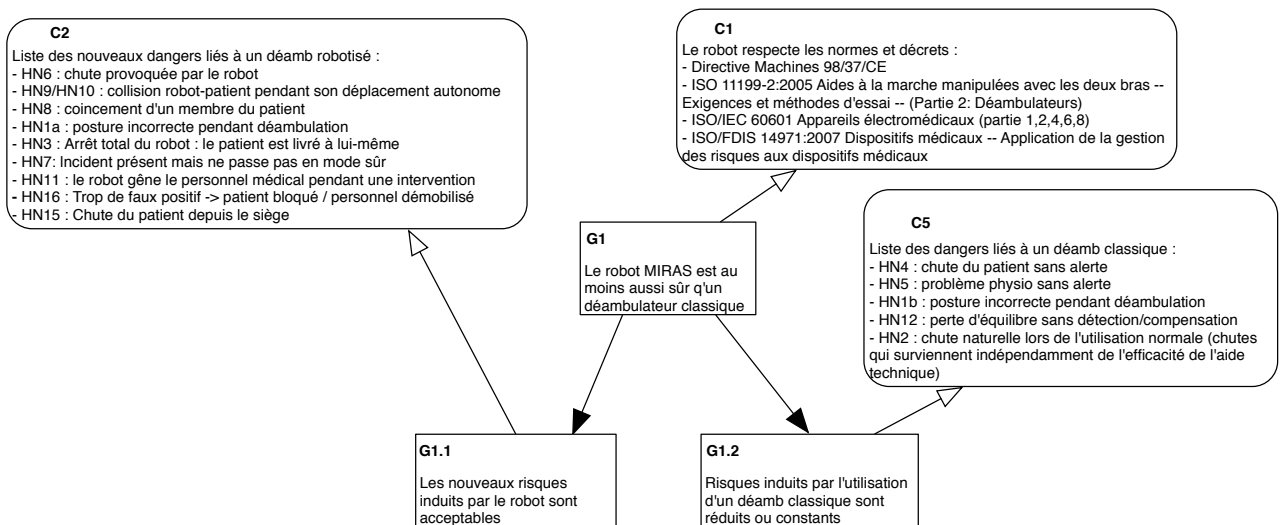 C2
Liste des nouveaux dangers liés à un déamb robotisé :
- HN6 : chute provoquée par le robot
- HN9/HN10 : collision robot-patient pendant son déplacement autonome
- HN8 : coincement d'un membre du patient
- HN1a : posture incorrecte pendant déambulation
- HN3 : Arrêt total du robot : le patient est livré à lui-même
- HN7: Incident présent mais ne passe pas en mode sûr
- HN11 : le robot gêne le personnel médical pendant une intervention
- HN16 : Trop de faux positif -> patient bloqué / personnel démobilisé
- HN15 : Chute du patient depuis le siège
C1
Le robot respecte les normes et décrets :
- Directive Machines 98/37/CE
- ISO 11199-2:2005 Aides à la marche manipulées avec les deux bras --
Exigences et méthodes d'essai -- (Partie 2: Déambulateurs)
- ISO/IEC 60601 Appareils électromédicaux (partie 1,2,4,6,8)
- ISO/FDIS 14971:2007 Dispositifs médicaux -- Application de la gestion
des risques aux dispositifs médicaux
G1
Le robot MIRAS est au
moins aussi sûr q'un
déambulateur classique
C5
Liste des dangers liés à un déamb classique :
- HN4 : chute du patient sans alerte
- HN5 : problème physio sans alerte
- HN1b : posture incorrecte pendant déambulation
- HN12 : perte d'équilibre sans détection/compensation
- HN2 : chute naturelle lors de l'utilisation normale (chutes
qui surviennent indépendamment de l'efficacité de l'aide
technique)
G1.1
Les nouveaux risques
induits par le robot sont
acceptables
G1.2
Risques induits par l'utilisation
d'un déamb classique sont
réduits ou constants